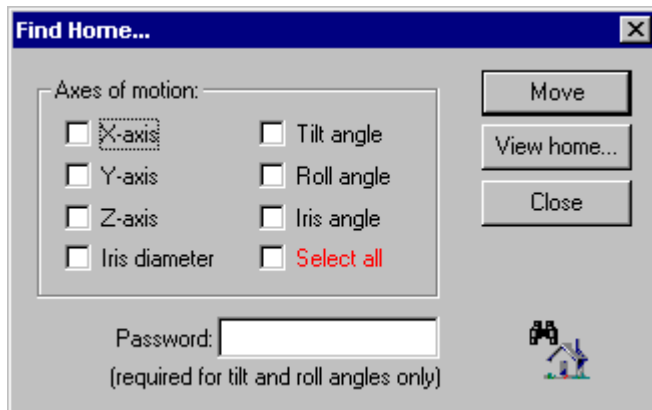 Find Home...
Axes of motion:
X-axis
Tilt angle
Y-axis
Roll angle
Z-axis
Iris angle
Iris diameter
Select all
Move
View home...
Close
Password:
(required for tilt and roll angles only)